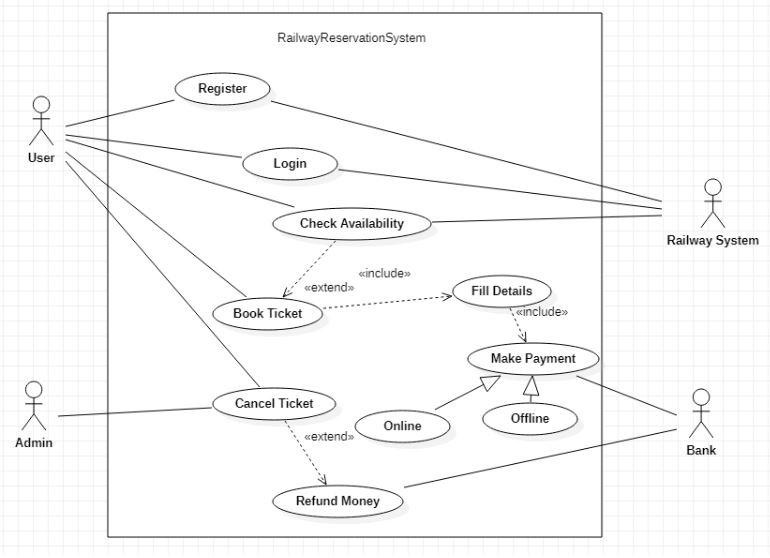 RailwayReservationSystem
Register
User
Login
Check Availability
Railway System
«include»
«extend»
Fill Details
Book Ticket
«include»
Make Payment
Cancel Ticket
Online
Offline
Admin
«extend»
Bank
Refund Money